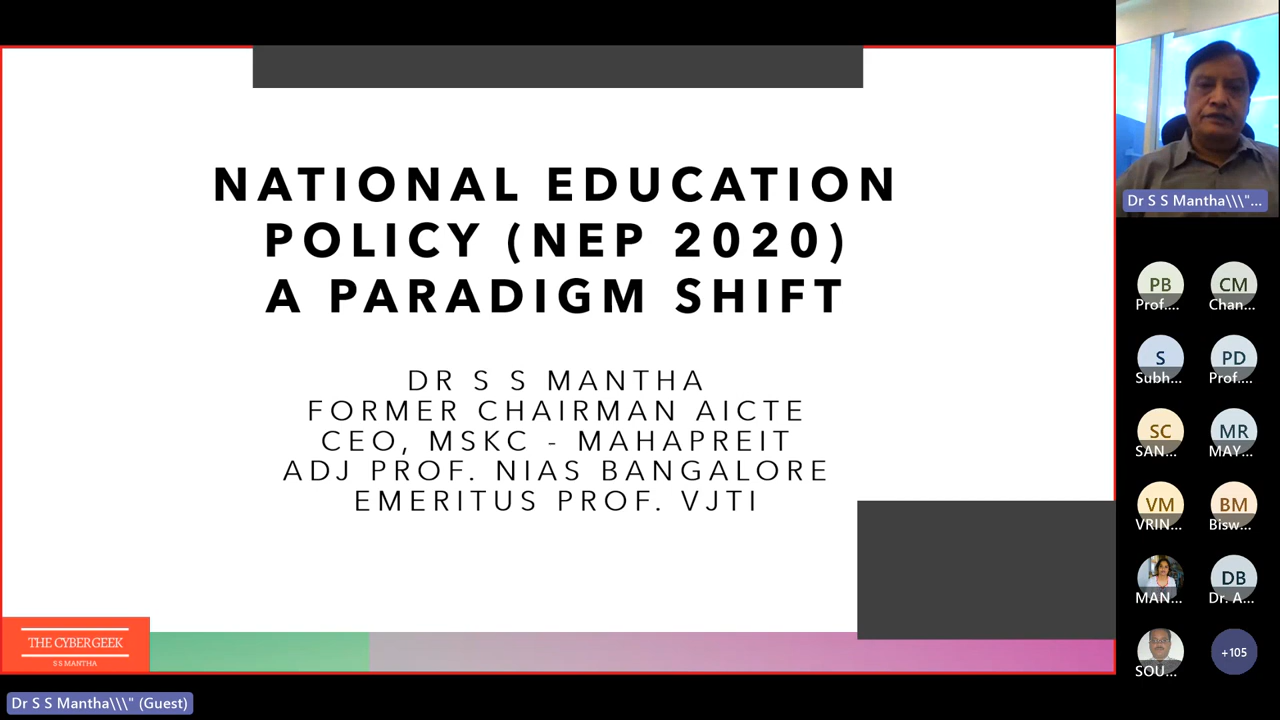 NATIONAL EDUCATION
POLICY (NEP 2020)
A PARADIGM SHIFT
DR S S MANTHA
FORMER CHAIRMAN AICTE
CEO, MSKC - MAHAPREIT
ADJ PROF. NIAS BANGALORE
EMERITUS PROF. VJTI
THE CYBERGEEK
S S MANTHA
Dr S S Mantha\\\" (Guest)
Dr S S Mantha\\\"...
PB CM
Prof.... Chan...
S PD
Subh... Prof....
SC MR
SAN... MAY...
VM BM
VRIN... Bisw...
DB
MAN... Dr. A...
+105
SOU...